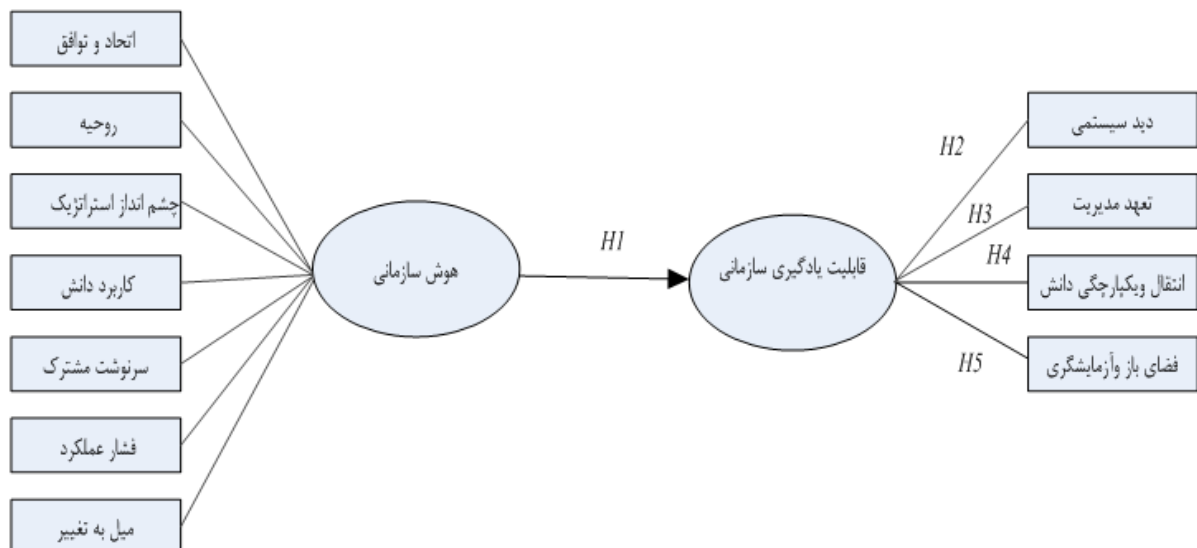 اتحاد و توافق
روحیه
چشم انداز استراتژیک
کاربرد دانش
سرنوشت مشترک
فشار عملکرد
میل به تغییر
هوش سازمانی
H1
قابلیت یادگیری سازمانی
H2
H3
H4
H5
دید سیستمی
تعهد مدیریت
انتقال ویکپارچگی دانش
فضای باز وآزمایشگری